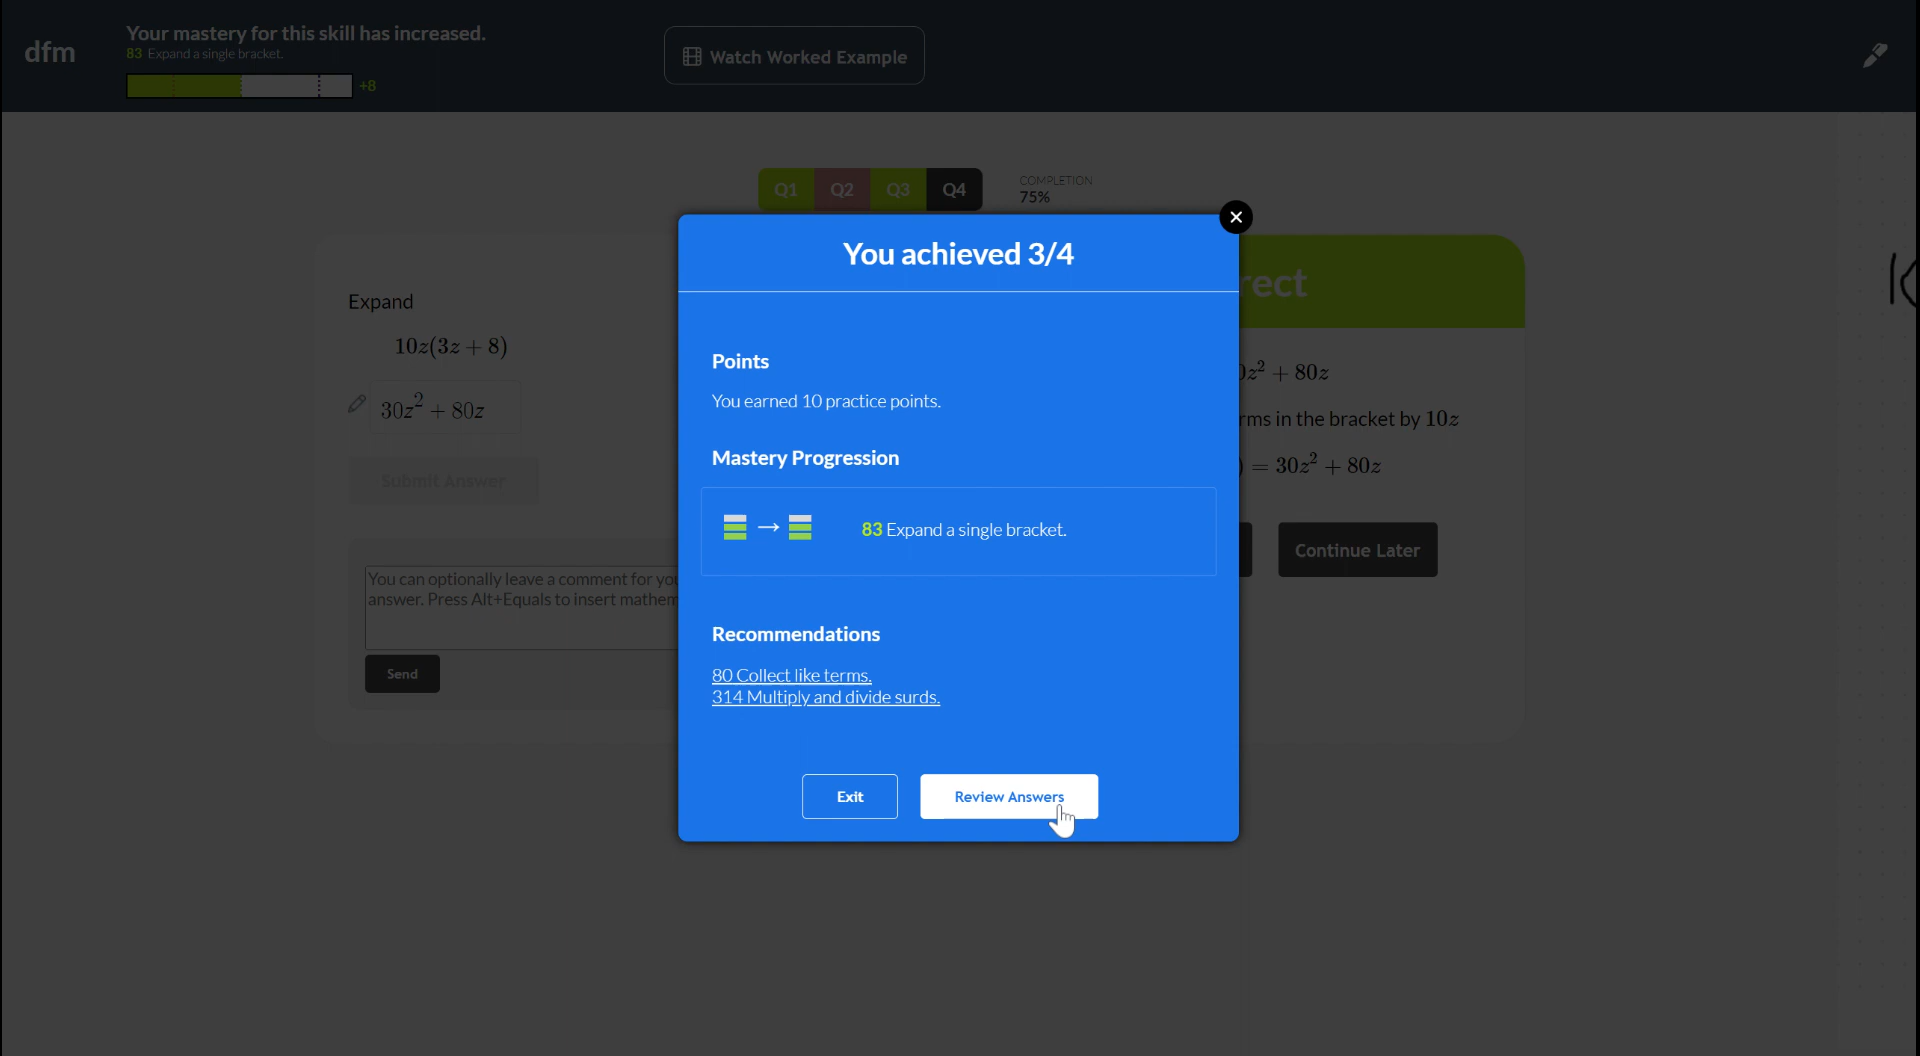 dfm
Your mastery for this skill has increased.
83 Expand a single bracket.
+8
Watch Worked Example
Q1 Q2 Q3 Q4
COMPLETION
75%
You achieved 3/4
rect
Expand
10z(3z + 8)
30z² + 80z
Submit Answer
You can optionally leave a comment for
answer. Press Alt+Equals to insert
Send
Points
You earned 10 practice points.
Mastery Progression
83 Expand a single bracket.
Recommendations
80 Collect like terms.
314 Multiply and divide surds.
Exit
Review Answers
z² + 80z
in the bracket by 10z
) = 30z² + 80z
Continue Later